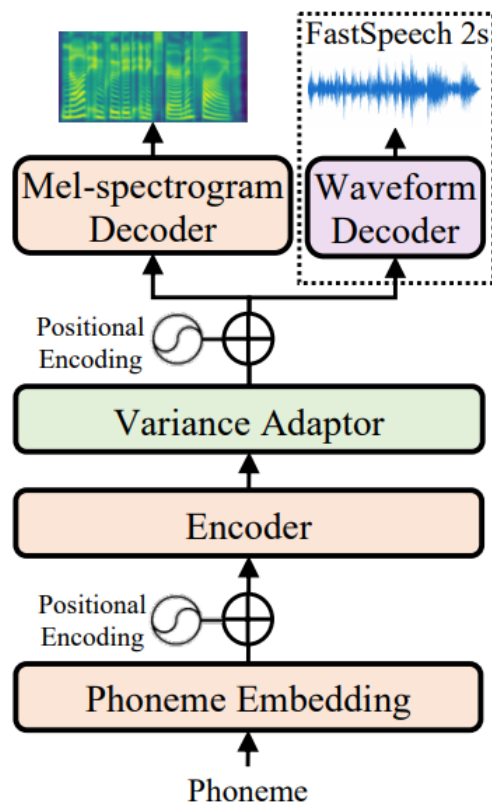 FastSpeech 2s
Mel-spectrogram
Decoder
Waveform
Decoder
Positional
Encoding
Variance Adaptor
Encoder
Positional
Encoding
Phoneme Embedding
Phoneme